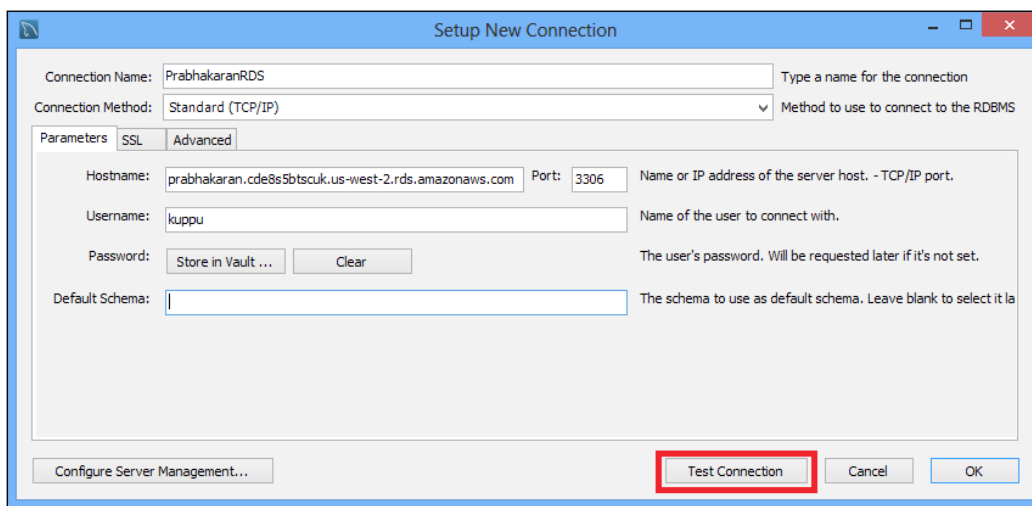 Setup New Connection
Connection Name: PrabhakaranRDS Type a name for the connection
Connection Method: Standard (TCP/IP) Method to use to connect to the RDBMS
Parameters SSL Advanced
Hostname: prabhakaran.cde8s5btscuk.us-west-2.rds.amazonaws.com Port: 3306 Name or IP address of the server host. - TCP/IP port.
Username: kuppu Name of the user to connect with.
Password: Store in Vault ... Clear The user's password. Will be requested later if it's not set.
Default Schema: The schema to use as default schema. Leave blank to select it la
Configure Server Management... Test Connection Cancel OK